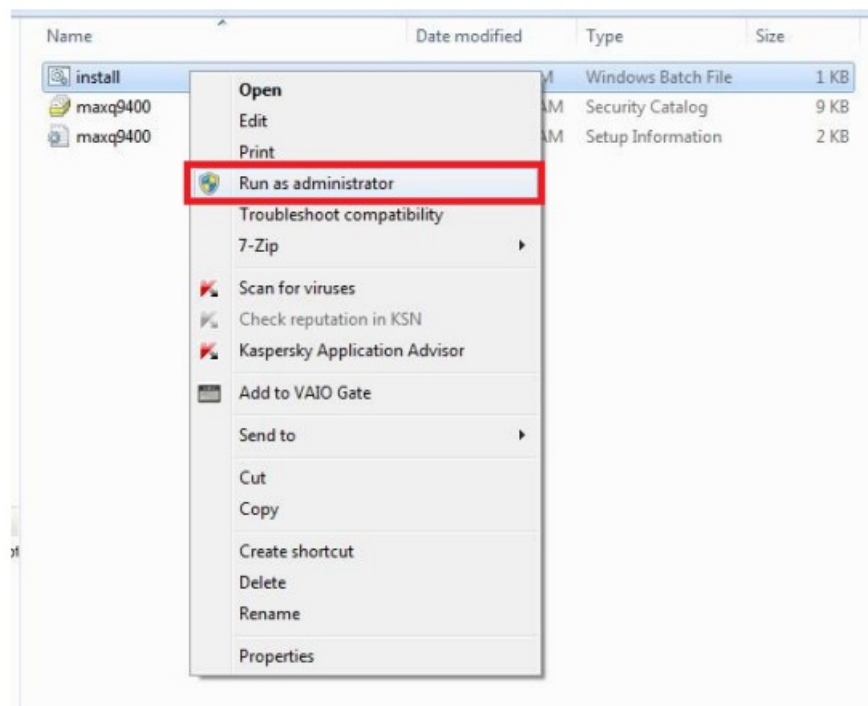 Name Date modified Type Size
install M Windows Batch File 1 KB
maxq9400 AM Security Catalog 9 KB
maxq9400 AM Setup Information 2 KB
Open
Edit
Print
Run as administrator
Troubleshoot compatibility
7-Zip
Scan for viruses
Check reputation in KSN
Kaspersky Application Advisor
Add to VAIO Gate
Send to
Cut
Copy
Create shortcut
Delete
Rename
Properties